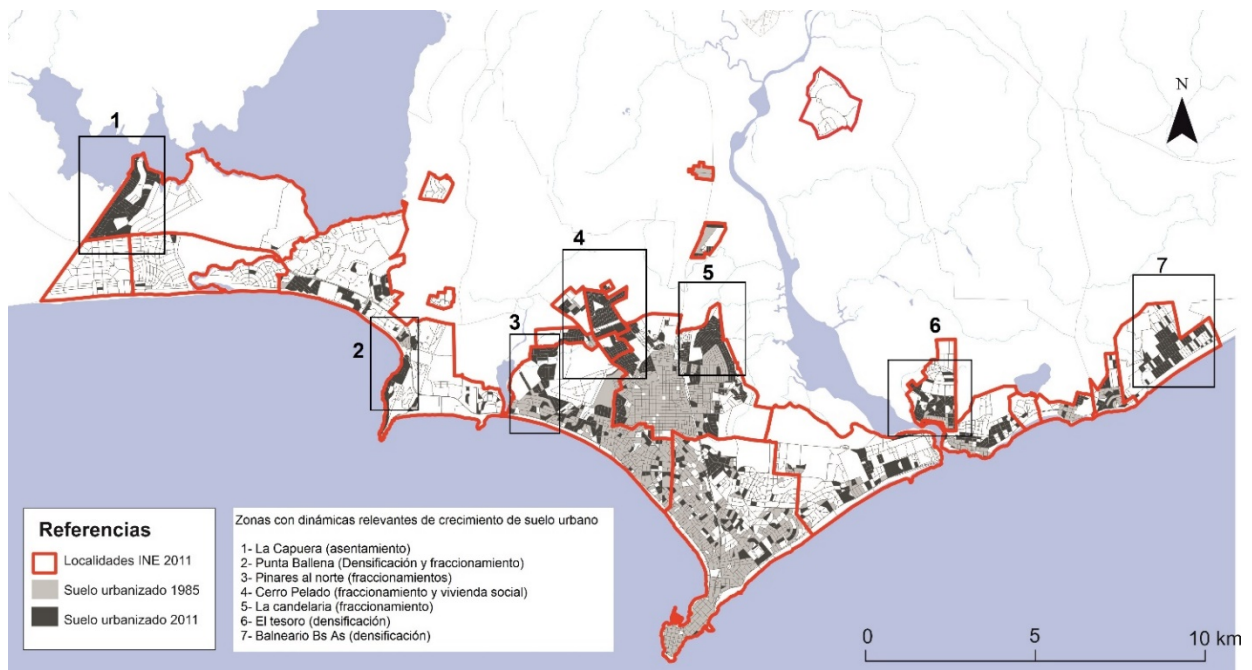 1
N
4
5
7
3
6
2
Referencias
Localidades INE 2011
Suelo urbanizado 1985
Suelo urbanizado 2011
Zonas con dinámicas relevantes de crecimiento de suelo urbano
1- La Capuera (asentamiento)
2- Punta Ballena (Densificación y fraccionamiento)
3- Pinares al norte (fraccionamientos)
4- Cerro Pelado (fraccionamiento y vivienda social)
5- La candelaria (fraccionamiento)
6- El tesoro (densificación)
7- Balneario Bs As (densificación)
0 5 10 km